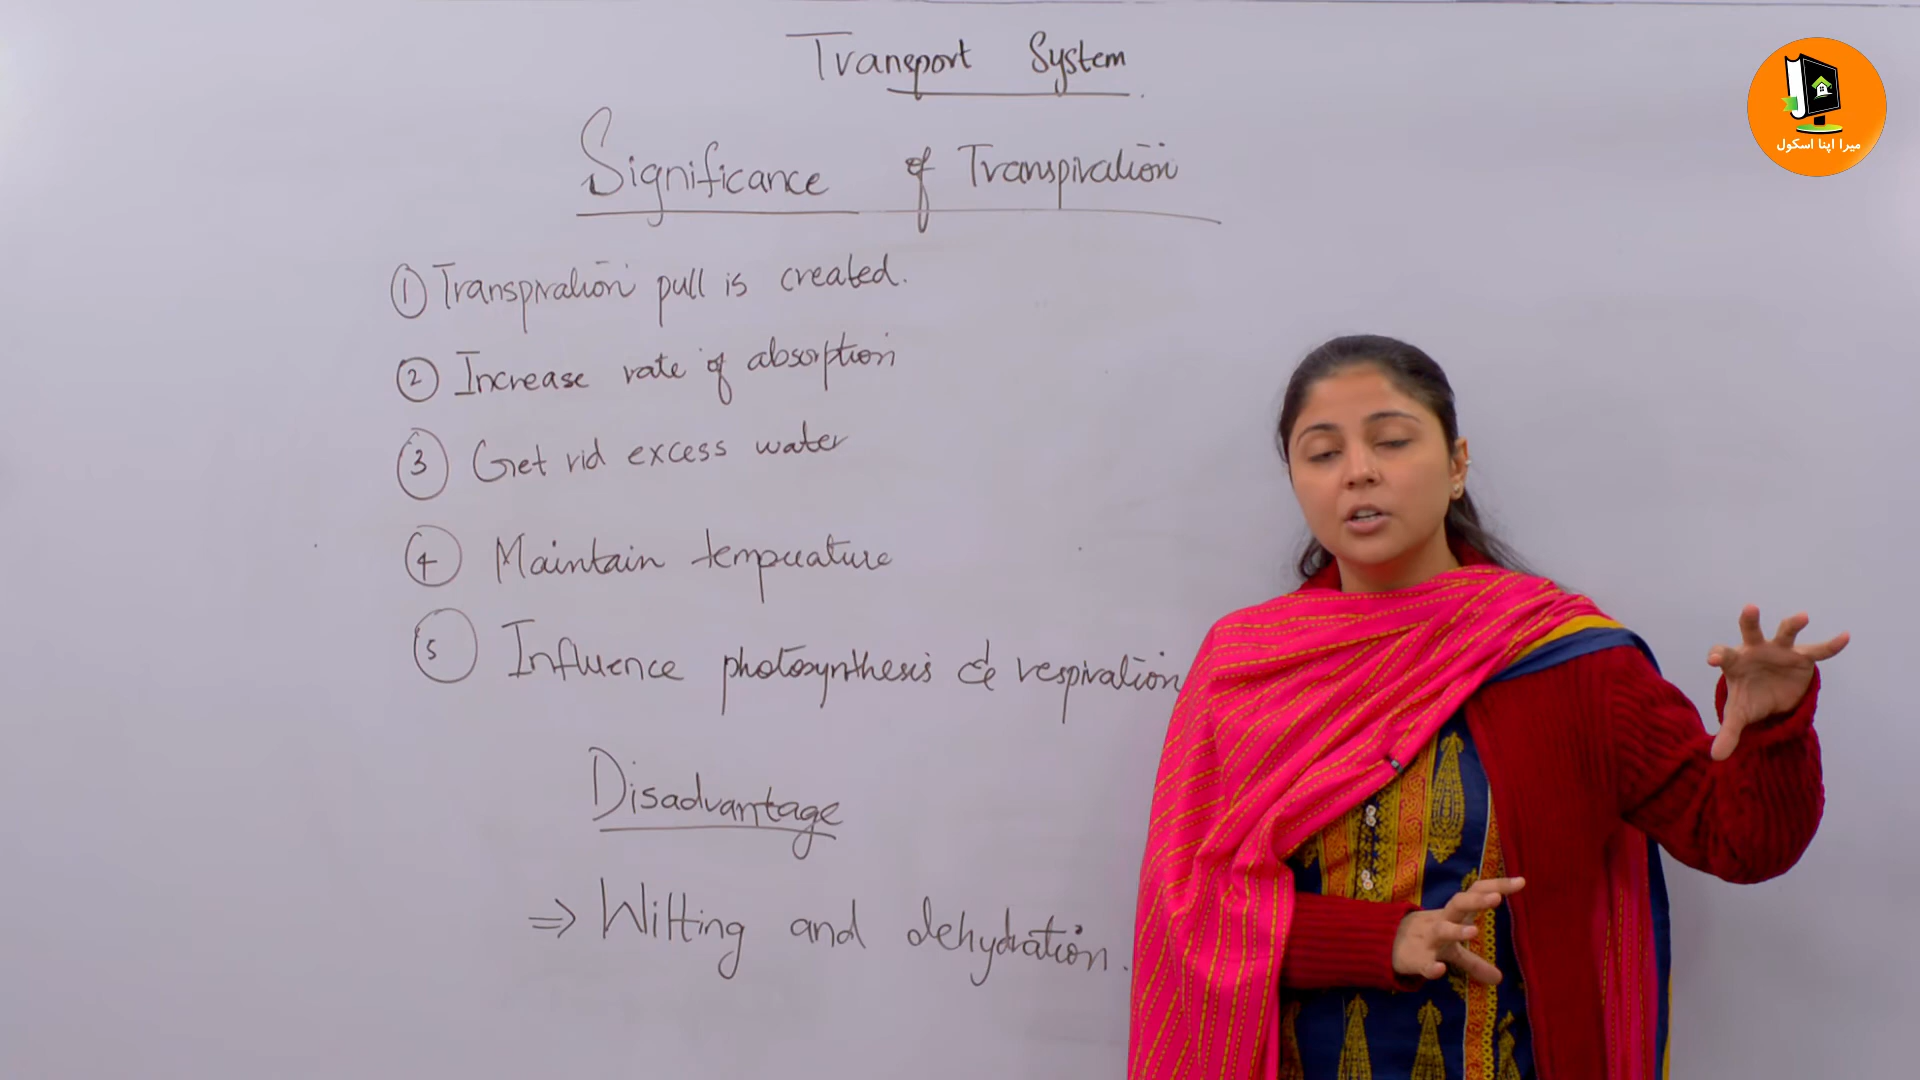 Transport System
Significance of Transpiration
① Transpiration pull is created.
② Increase rate of absorption
③ Get rid excess water
④ Maintain temperature
⑤ Influence photosynthesis & respiration
Disadvantage
⇒ Wilting and dehydration.
میرا اپنا اسکول